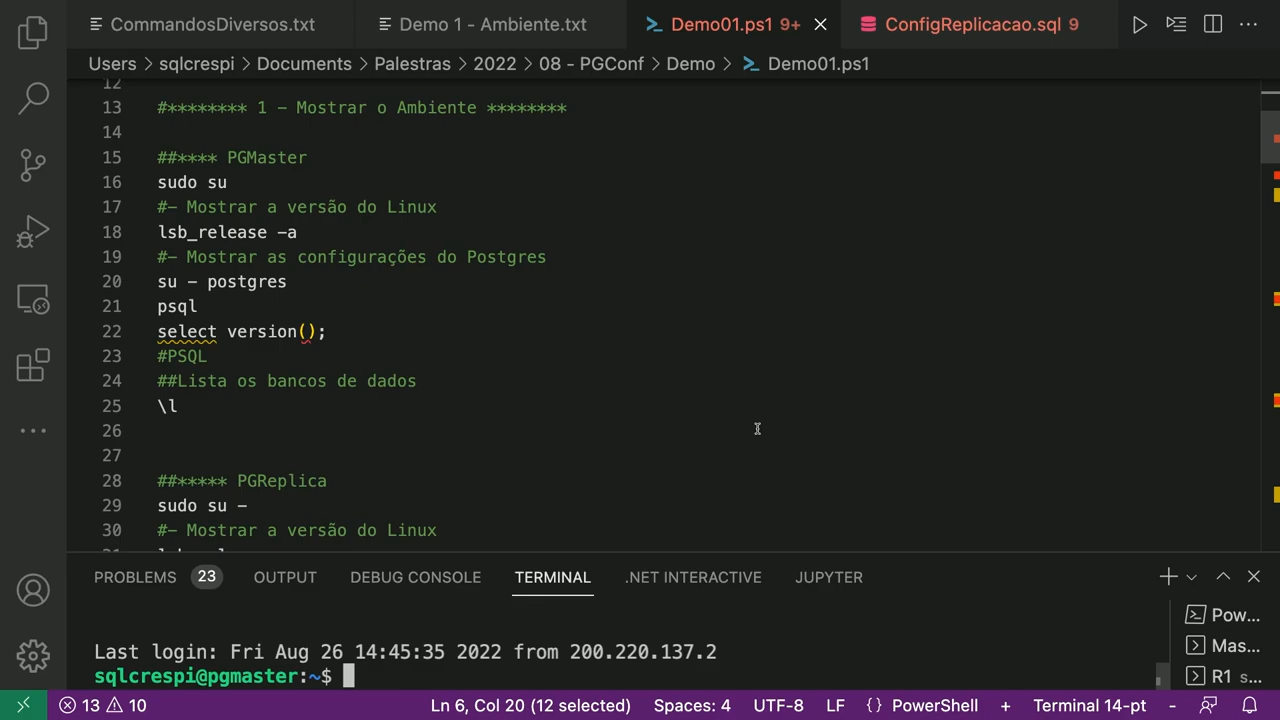 CommandosDiversos.txt
Demo 1 - Ambiente.txt
Demo01.ps1 9+
ConfigReplicacao.sql 9
Users > sqlcrespi > Documents > Palestras > 2022 > 08 - PGConf > Demo > Demo01.ps1
12
13 #******** 1 - Mostrar o Ambiente ********
14
15 ##**** PGMaster
16 sudo su
17 #- Mostrar a versão do Linux
18 lsb_release -a
19 #- Mostrar as configurações do Postgres
20 su - postgres
21 psql
22 select version();
23 #PSQL
24 ##Lista os bancos de dados
25 \l
26
27
28 ##***** PGReplica
29 sudo su -
30 #- Mostrar a versão do Linux
PROBLEMS 23 OUTPUT DEBUG CONSOLE TERMINAL .NET INTERACTIVE JUPYTER
Last login: Fri Aug 26 14:45:35 2022 from 200.220.137.2
sqlcrespi@pgmaster:~$
Pow...
Mas...
R1 s...
13 10 Ln 6, Col 20 (12 selected) Spaces: 4 UTF-8 LF {} PowerShell + Terminal 14-pt -